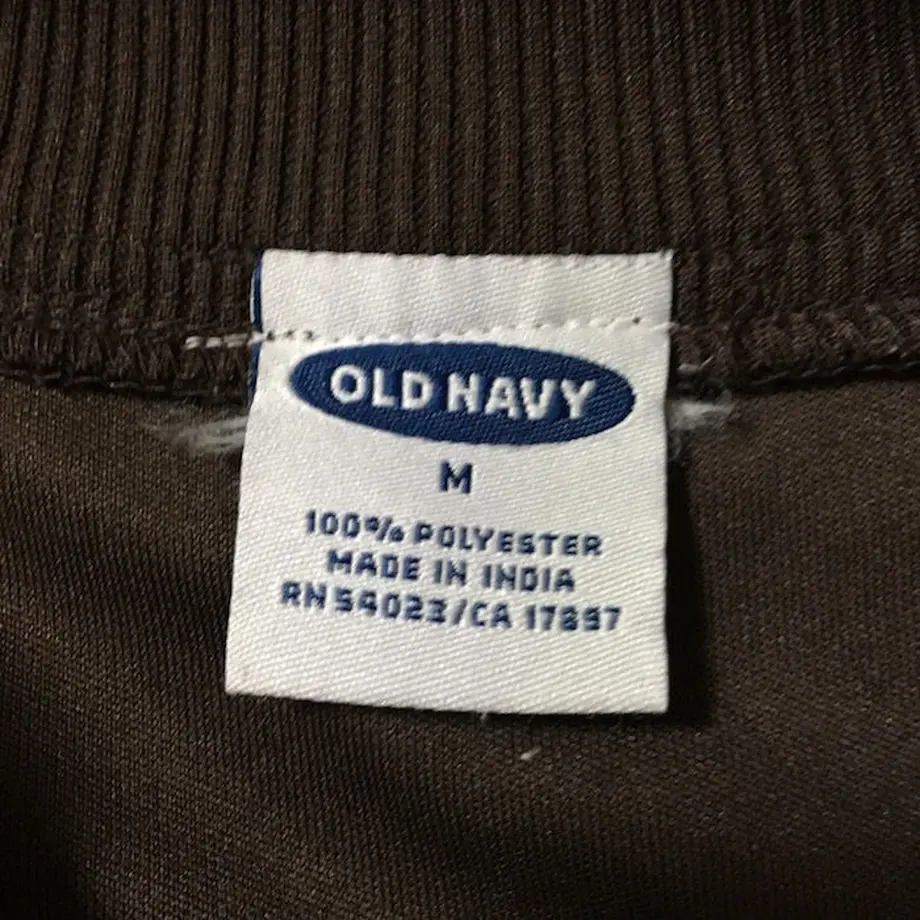 OLD NAVY
M
100% POLYESTER
MADE IN INDIA
RN 54023/CA 17897